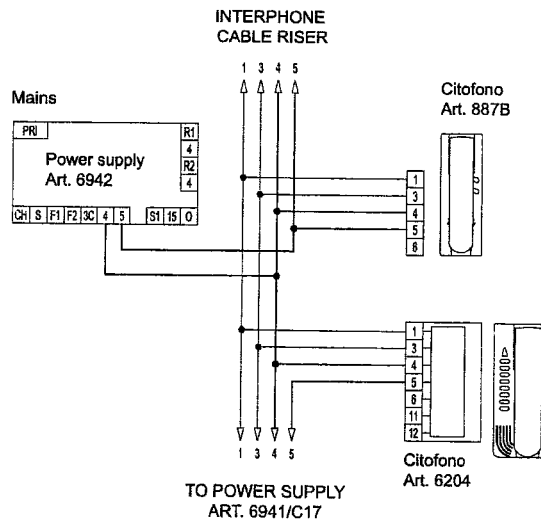 INTERPHONE
CABLE RISER
1 3 4 5
Mains
PRI
Power supply
Art. 6942
R1
4
R2
4
CH S F1 F2 3C 4 5 S1 15 0
Citofono
Art. 887B
1
3
4
5
6
1
3
4
5
6
11
12
Citofono
Art. 6204
1 3 4 5
TO POWER SUPPLY
ART. 6941/C17